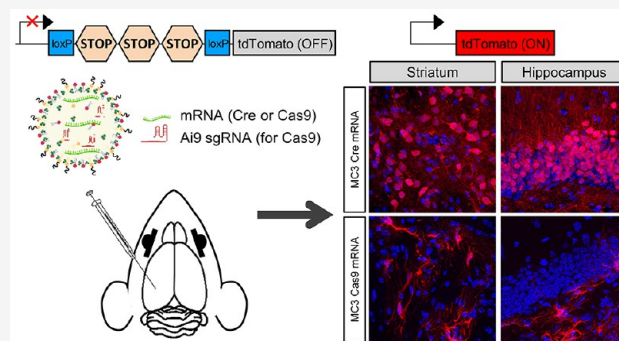 loxP STOP STOP STOP loxP tdTomato (OFF)
tdTomato (ON)
mRNA (Cre or Cas9)
Ai9 sgRNA (for Cas9)
Striatum Hippocampus
MC3 Cre mRNA
MC3 Cas9 mRNA